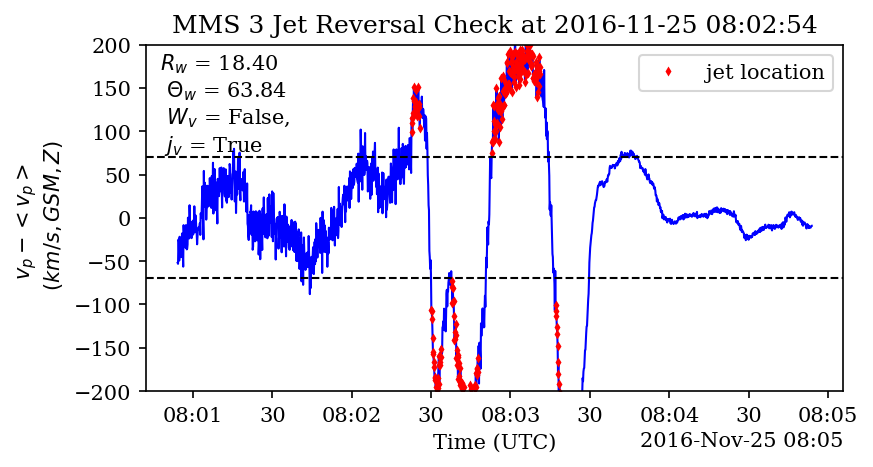 MMS 3 Jet Reversal Check at 2016-11-25 08:02:54
R_w = 18.40
Θ_w = 63.84
W_v = False,
j_v = True
jet location
v_p − < v_p >
(km/s, GSM, Z)
200
150
100
50
0
−50
−100
−150
−200
08:01 30 08:02 30 08:03 30 08:04 30 08:05
Time (UTC)
2016-Nov-25 08:05